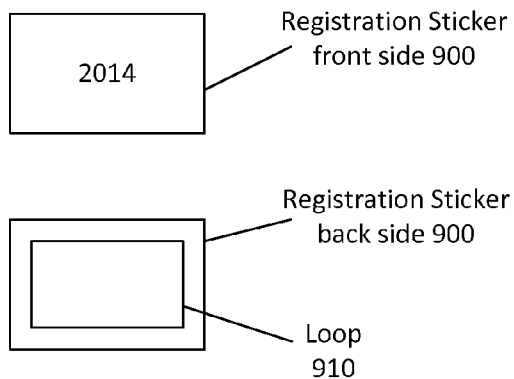 Registration Sticker
front side 900
2014
Registration Sticker
back side 900
Loop
910